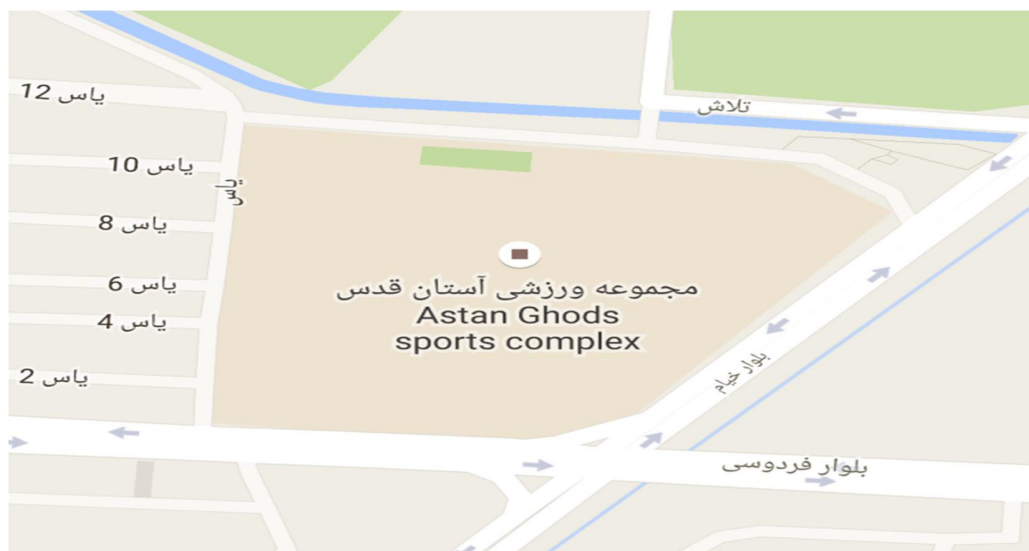 تلاش
یاس 12
یاس 10
یاس
یاس 8
یاس 6
مجموعه ورزشی آستان قدس
Astan Ghods
sports complex
یاس 4
بلوار خیام
یاس 2
بلوار فردوسی